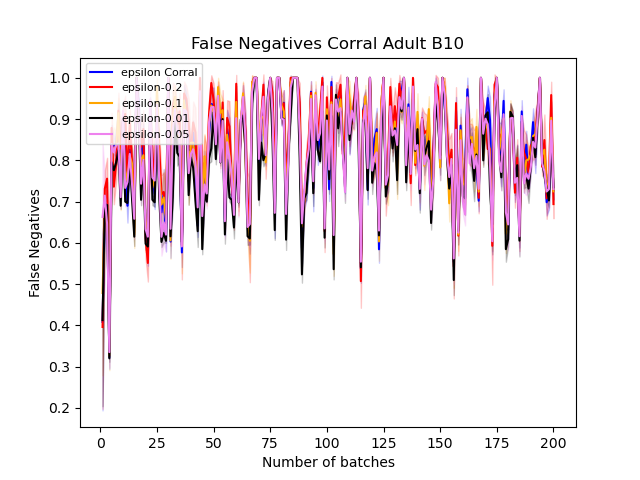 False Negatives Corral Adult B10
epsilon Corral
epsilon-0.2
epsilon-0.1
epsilon-0.01
epsilon-0.05
False Negatives
1.0
0.9
0.8
0.7
0.6
0.5
0.4
0.3
0.2
0 25 50 75 100 125 150 175 200
Number of batches